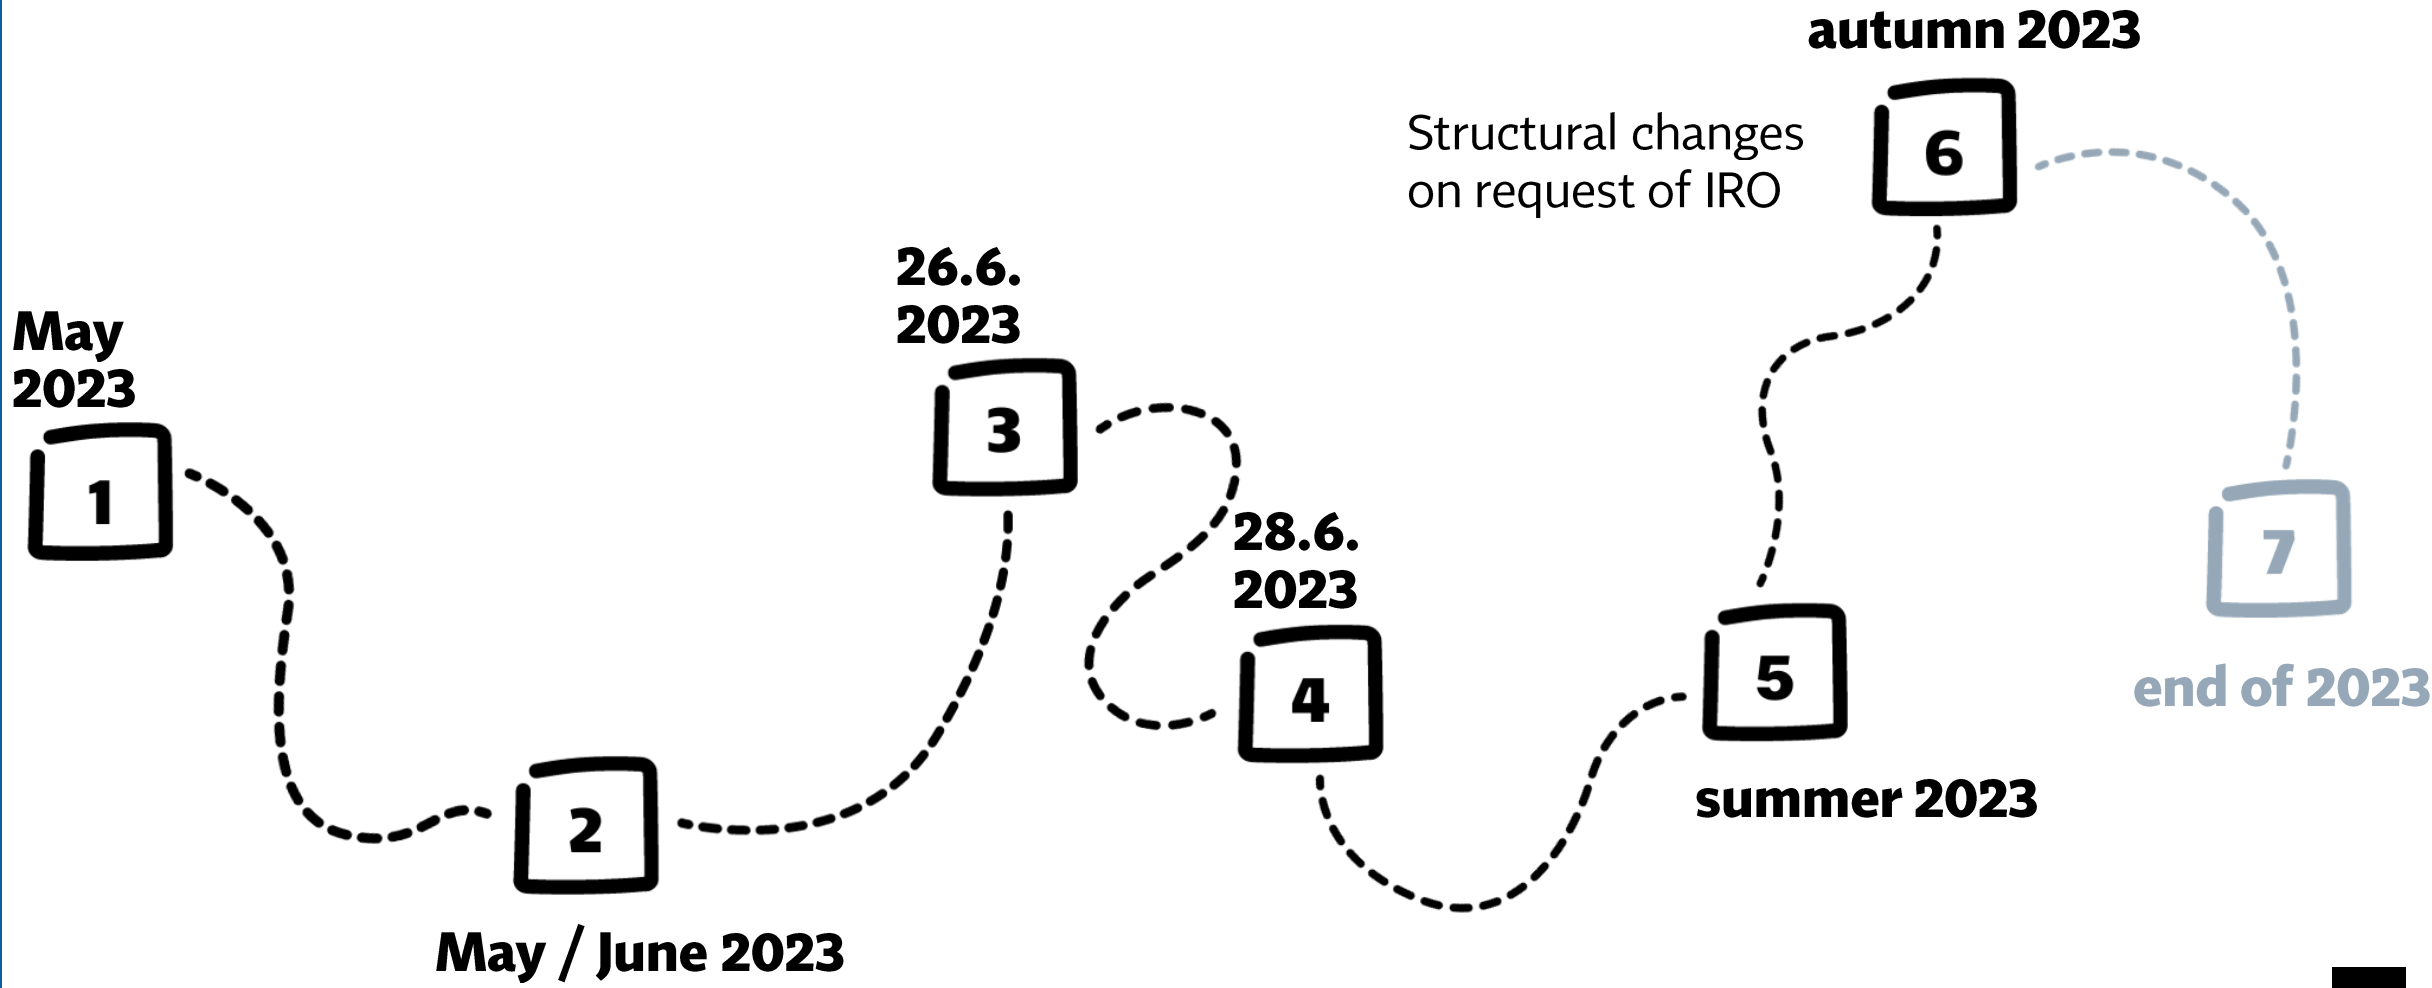 May
2023
1
2
May / June 2023
26.6.
2023
3
28.6.
2023
4
5
summer 2023
autumn 2023
Structural changes
on request of IRO
6
7
end of 2023